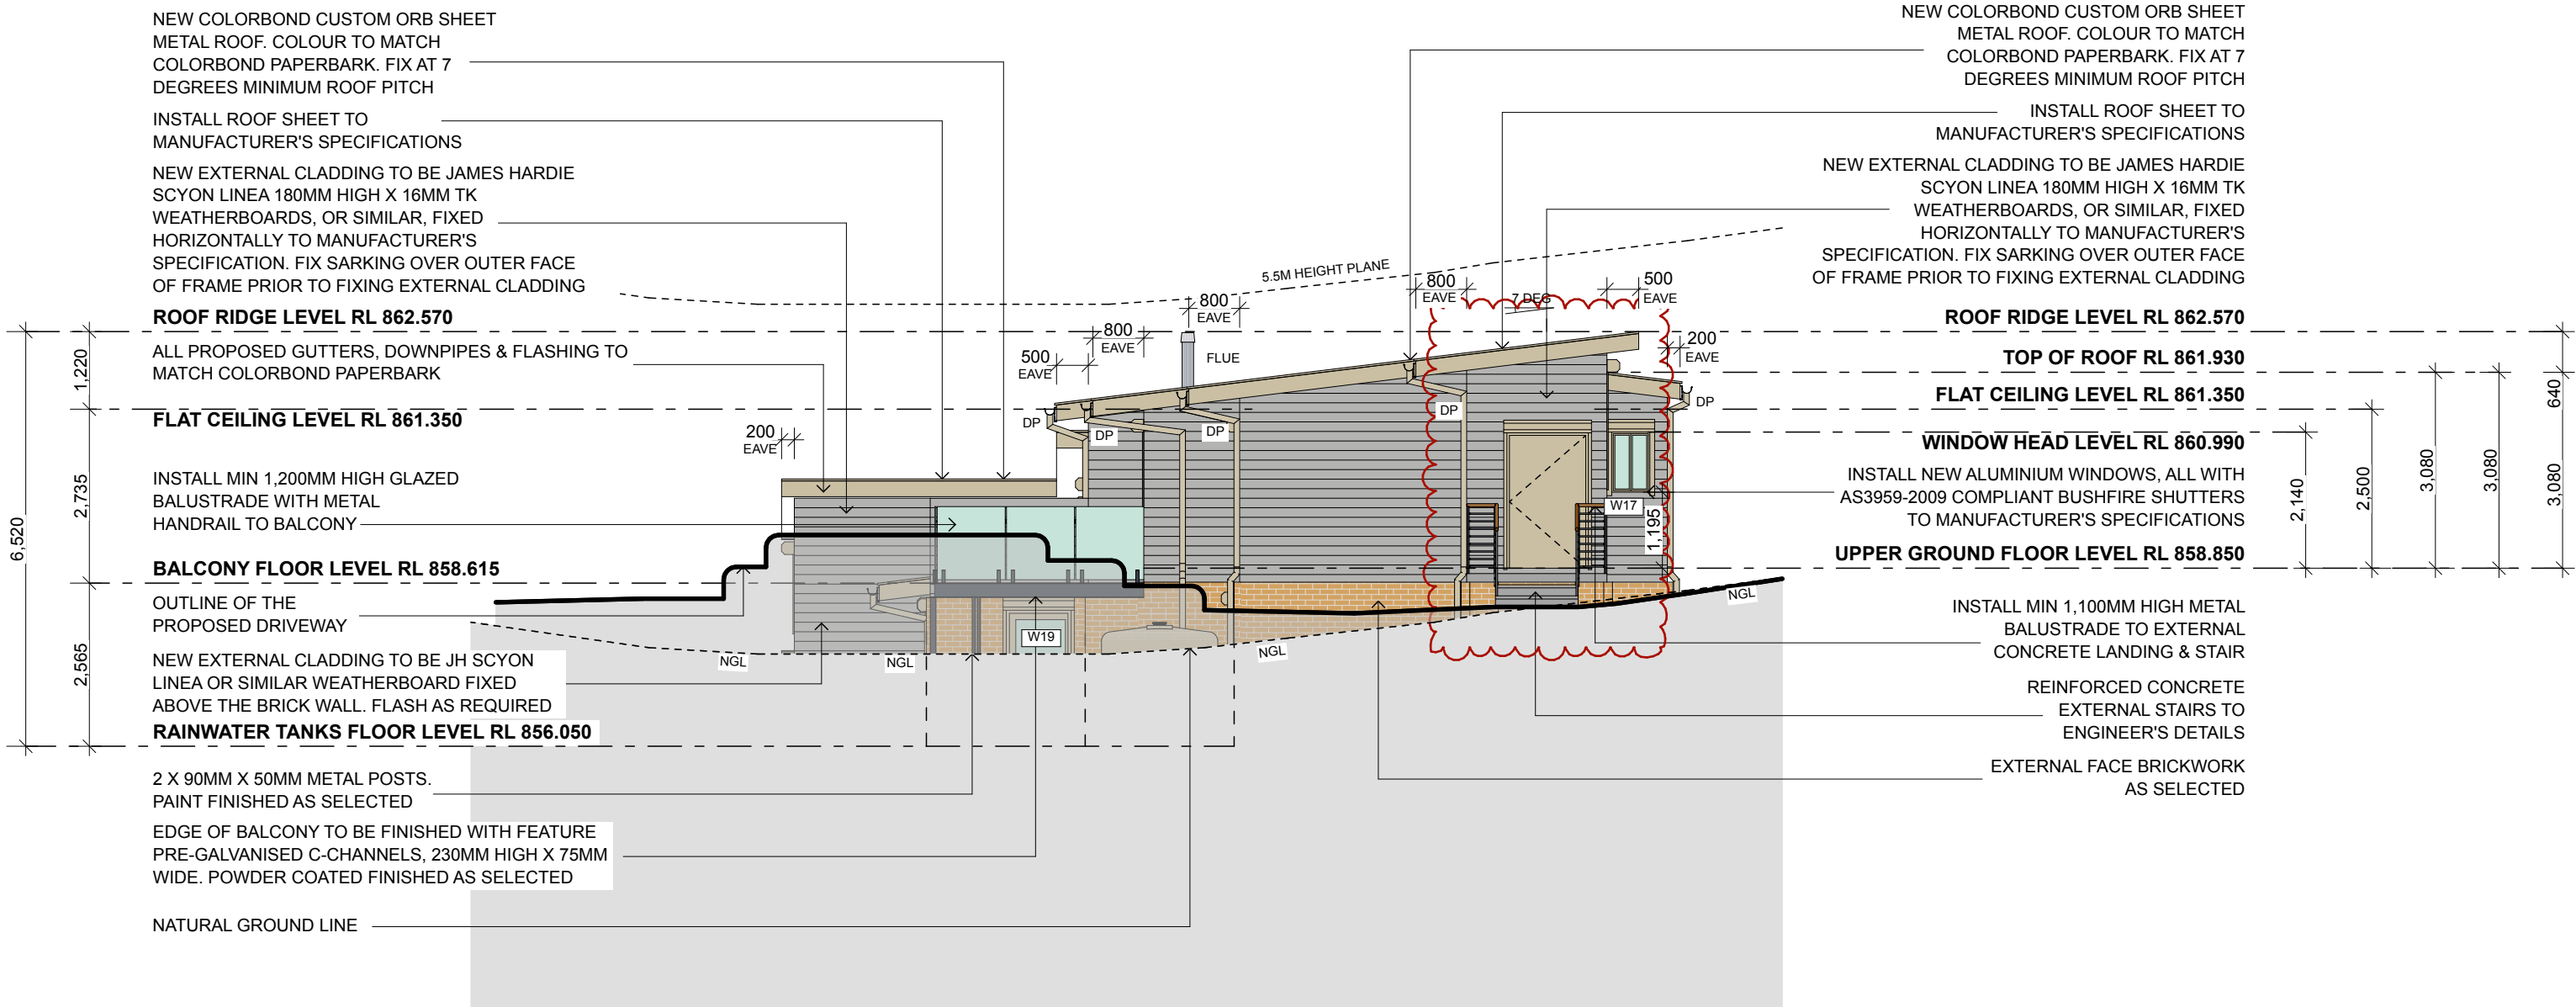 NEW COLORBOND CUSTOM ORB SHEET
METAL ROOF. COLOUR TO MATCH
COLORBOND PAPERBARK. FIX AT 7
DEGREES MINIMUM ROOF PITCH
INSTALL ROOF SHEET TO
MANUFACTURER'S SPECIFICATIONS
NEW EXTERNAL CLADDING TO BE JAMES HARDIE
SCYON LINEA 180MM HIGH X 16MM TK
WEATHERBOARDS, OR SIMILAR, FIXED
HORIZONTALLY TO MANUFACTURER'S
SPECIFICATION. FIX SARKING OVER OUTER FACE
OF FRAME PRIOR TO FIXING EXTERNAL CLADDING
ROOF RIDGE LEVEL RL 862.570
ALL PROPOSED GUTTERS, DOWNPIPES & FLASHING TO
MATCH COLORBOND PAPERBARK
FLAT CEILING LEVEL RL 861.350
INSTALL MIN 1,200MM HIGH GLAZED
BALUSTRADE WITH METAL
HANDRAIL TO BALCONY
BALCONY FLOOR LEVEL RL 858.615
OUTLINE OF THE
PROPOSED DRIVEWAY
NEW EXTERNAL CLADDING TO BE JH SCYON
LINEA OR SIMILAR WEATHERBOARD FIXED
ABOVE THE BRICK WALL. FLASH AS REQUIRED
RAINWATER TANKS FLOOR LEVEL RL 856.050
2 X 90MM X 50MM METAL POSTS.
PAINT FINISHED AS SELECTED
EDGE OF BALCONY TO BE FINISHED WITH FEATURE
PRE-GALVANISED C-CHANNELS, 230MM HIGH X 75MM
WIDE. POWDER COATED FINISHED AS SELECTED
NATURAL GROUND LINE
6,520
1,220
2,735
2,565
5.5M HEIGHT PLANE
200
EAVE
500
EAVE
800
EAVE
800
EAVE
FLUE
800
EAVE
7 DEG
500
EAVE
200
EAVE
DP
DP
DP
DP
DP
W17
1,195
W19
NGL
NGL
NGL
NGL
NEW COLORBOND CUSTOM ORB SHEET
METAL ROOF. COLOUR TO MATCH
COLORBOND PAPERBARK. FIX AT 7
DEGREES MINIMUM ROOF PITCH
INSTALL ROOF SHEET TO
MANUFACTURER'S SPECIFICATIONS
NEW EXTERNAL CLADDING TO BE JAMES HARDIE
SCYON LINEA 180MM HIGH X 16MM TK
WEATHERBOARDS, OR SIMILAR, FIXED
HORIZONTALLY TO MANUFACTURER'S
SPECIFICATION. FIX SARKING OVER OUTER FACE
OF FRAME PRIOR TO FIXING EXTERNAL CLADDING
ROOF RIDGE LEVEL RL 862.570
TOP OF ROOF RL 861.930
FLAT CEILING LEVEL RL 861.350
WINDOW HEAD LEVEL RL 860.990
INSTALL NEW ALUMINIUM WINDOWS, ALL WITH
AS3959-2009 COMPLIANT BUSHFIRE SHUTTERS
TO MANUFACTURER'S SPECIFICATIONS
UPPER GROUND FLOOR LEVEL RL 858.850
INSTALL MIN 1,100MM HIGH METAL
BALUSTRADE TO EXTERNAL
CONCRETE LANDING & STAIR
REINFORCED CONCRETE
EXTERNAL STAIRS TO
ENGINEER'S DETAILS
EXTERNAL FACE BRICKWORK
AS SELECTED
2,140
2,500
3,080
3,080
640
3,080